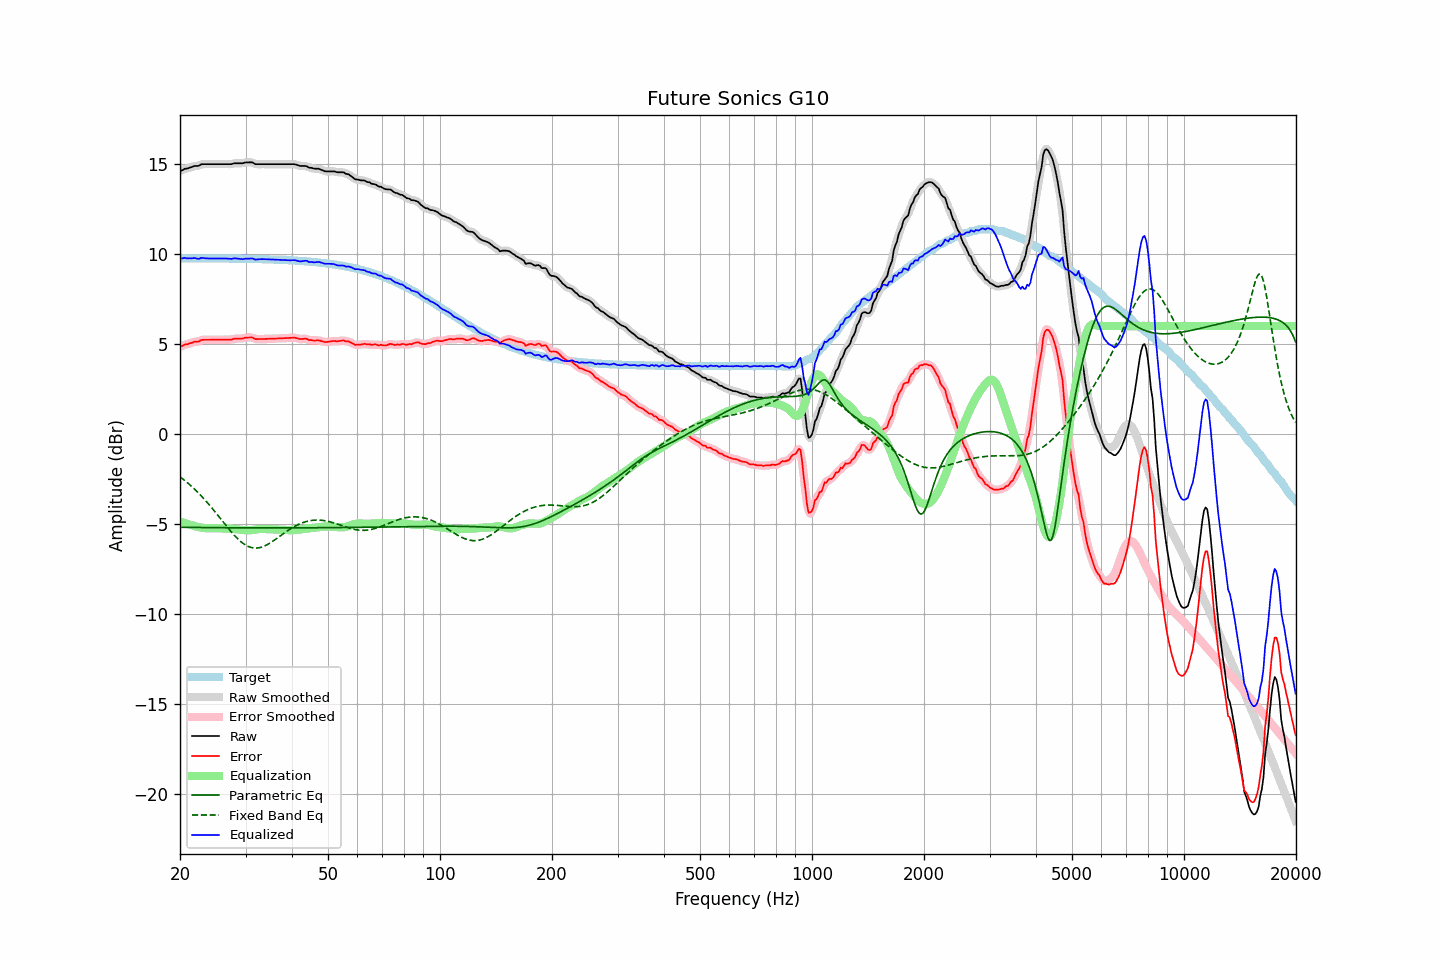 Future Sonics G10
Amplitude (dBr)
15
10
5
0
−5
−10
−15
−20
Target
Raw Smoothed
Error Smoothed
Raw
Error
Equalization
Parametric Eq
Fixed Band Eq
Equalized
20 50 100 200 500 1000 2000 5000 10000 20000
Frequency (Hz)